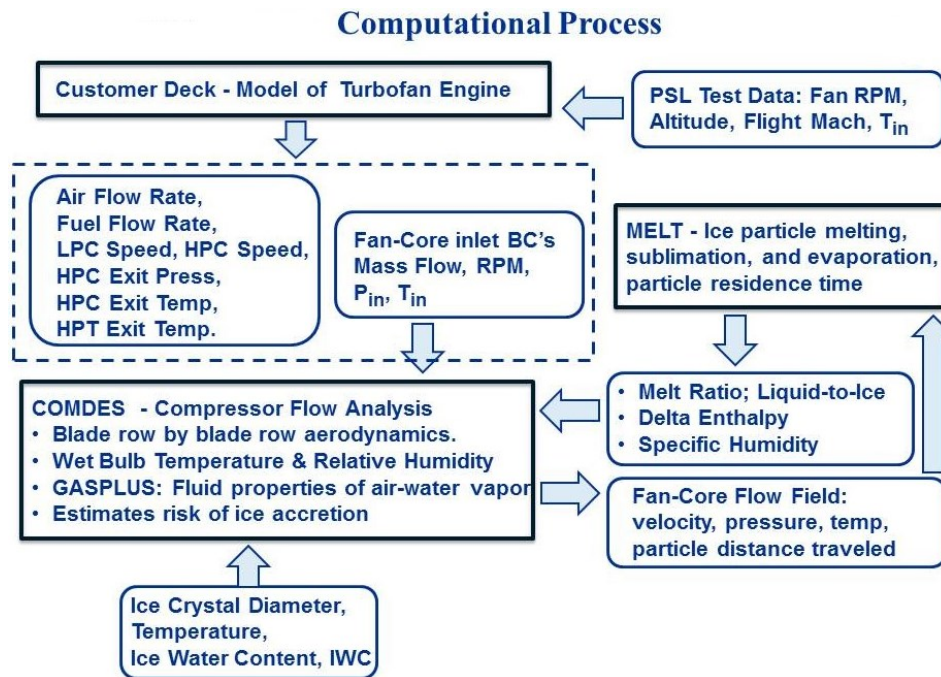 Computational Process
Customer Deck - Model of Turbofan Engine
PSL Test Data: Fan RPM,
Altitude, Flight Mach, Tin
Air Flow Rate,
Fuel Flow Rate,
LPC Speed, HPC Speed,
HPC Exit Press,
HPC Exit Temp,
HPT Exit Temp.
Fan-Core inlet BC's
Mass Flow, RPM,
Pin, Tin
MELT - Ice particle melting,
sublimation, and evaporation,
particle residence time
COMDES - Compressor Flow Analysis
• Blade row by blade row aerodynamics.
• Wet Bulb Temperature & Relative Humidity
• GASPLUS: Fluid properties of air-water vapor
• Estimates risk of ice accretion
• Melt Ratio; Liquid-to-Ice
• Delta Enthalpy
• Specific Humidity
Fan-Core Flow Field:
velocity, pressure, temp,
particle distance traveled
Ice Crystal Diameter,
Temperature,
Ice Water Content, IWC